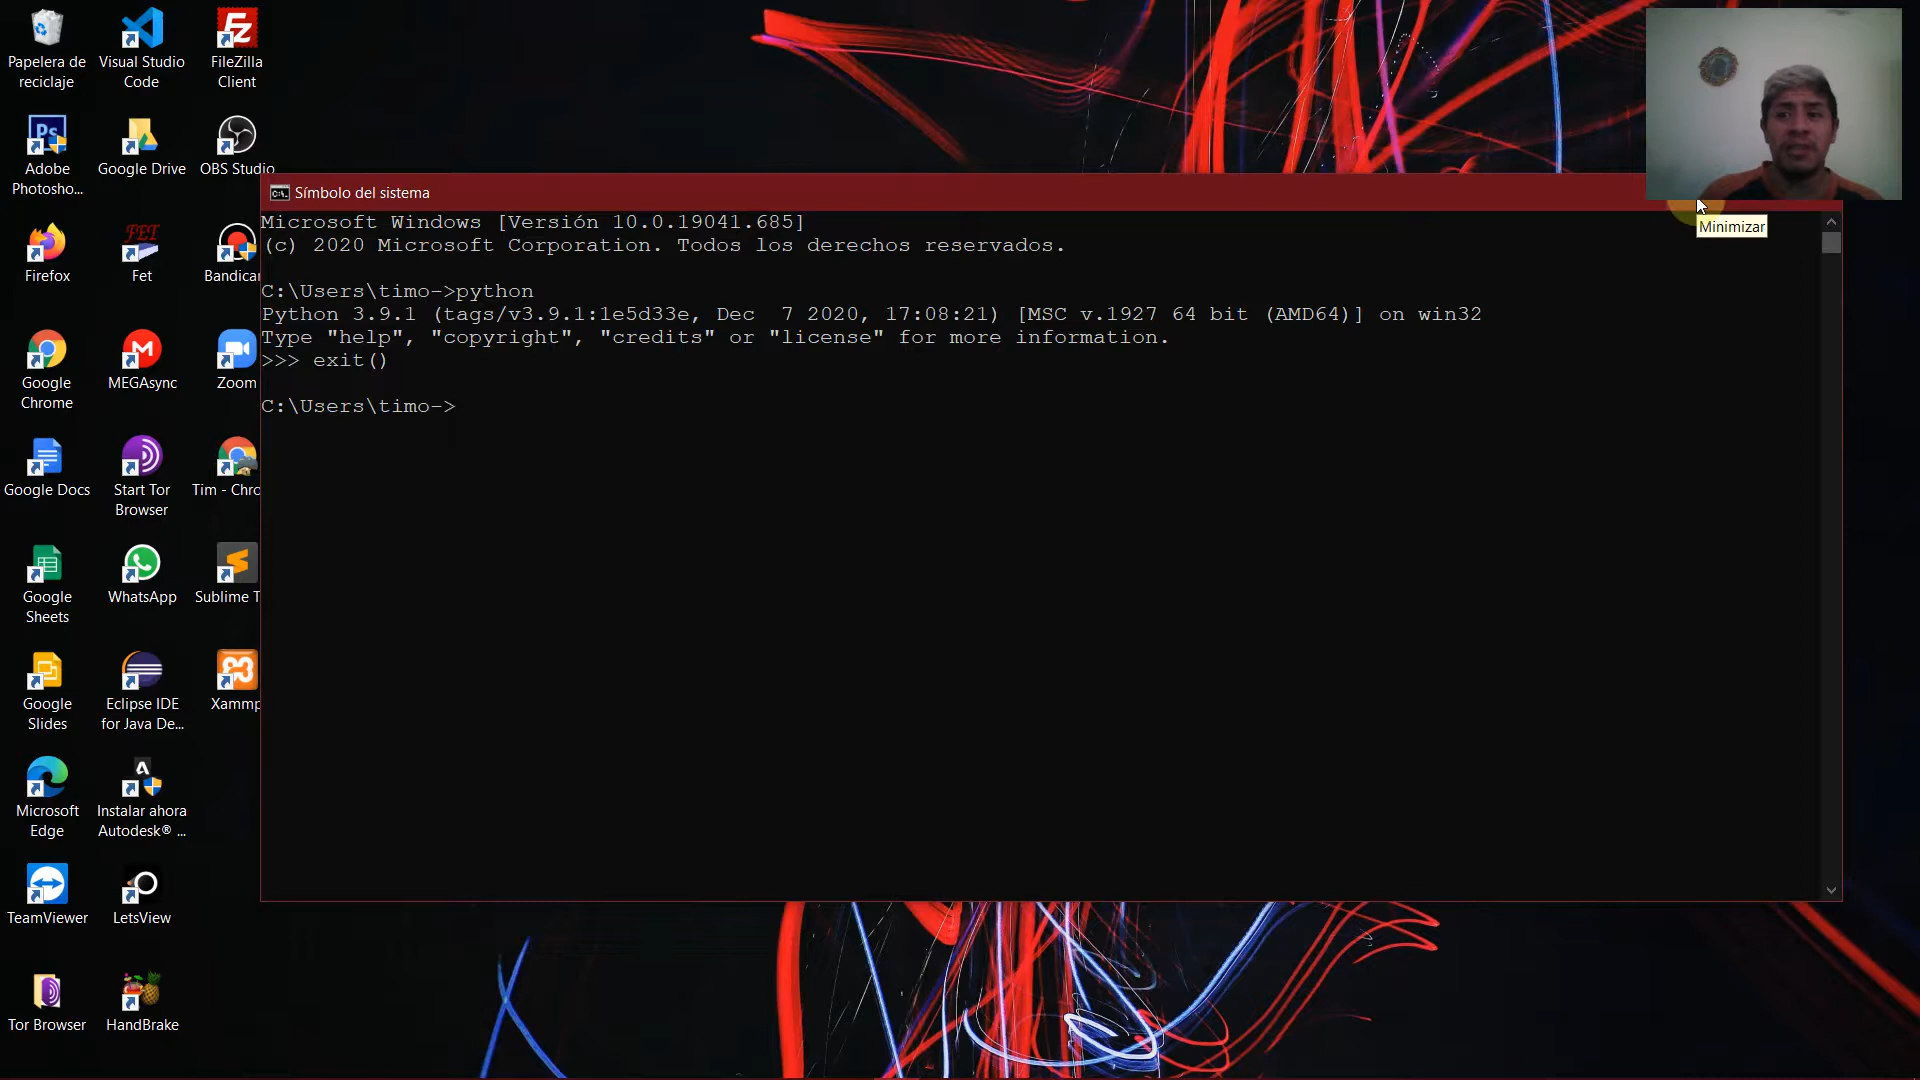 Papelera de
reciclaje
Visual Studio
Code
FileZilla
Client
Adobe
Photosho...
Google Drive
OBS Studio
Firefox
Fet
Bandicar
Google
Chrome
MEGAsync
Zoom
Google Docs
Start Tor
Browser
Tim - Chro
Google
Sheets
WhatsApp
Sublime T
Google
Slides
Eclipse IDE
for Java De...
Xammp
Microsoft
Edge
Instalar ahora
Autodesk® ...
TeamViewer
LetsView
Tor Browser
HandBrake
Símbolo del sistema
Minimizar
Microsoft Windows [Versión 10.0.19041.685]
(c) 2020 Microsoft Corporation. Todos los derechos reservados.
C:\Users\timo->python
Python 3.9.1 (tags/v3.9.1:1e5d33e, Dec  7 2020, 17:08:21) [MSC v.1927 64 bit (AMD64)] on win32
Type "help", "copyright", "credits" or "license" for more information.
>>> exit()
C:\Users\timo->